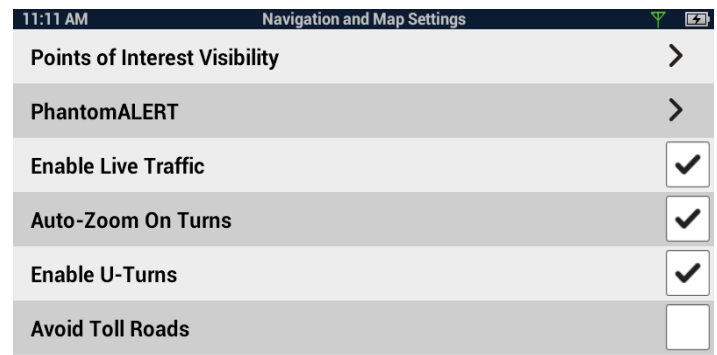 11:11 AM Navigation and Map Settings
Points of Interest Visibility
PhantomALERT
Enable Live Traffic
Auto-Zoom On Turns
Enable U-Turns
Avoid Toll Roads